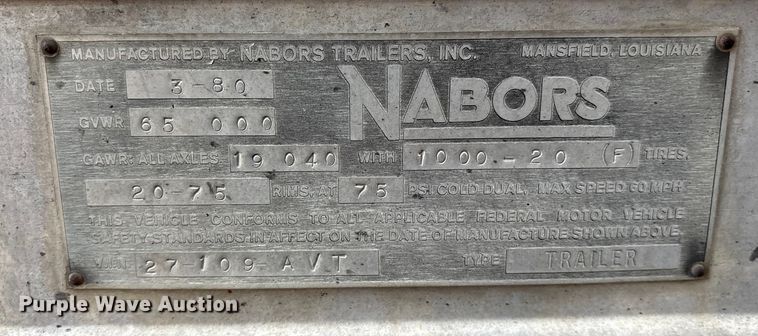 MANUFACTURED BY NABORS TRAILERS, INC. MANSFIELD, LOUISIANA
DATE 3-80
NABORS
GVWR 65 000
GAWR: ALL AXLES 19 040 WITH 1000-20 (F) TIRES,
20-75 RIMS, AT 75 PSI COLD DUAL, MAX SPEED 60 MPH
THIS VEHICLE CONFORMS TO ALL APPLICABLE FEDERAL MOTOR VEHICLE
SAFETY STANDARDS IN AFFECT ON THE DATE OF MANUFACTURE SHOWN ABOVE.
V.I.N. 27-109-AVT TYPE TRAILER
Purple Wave Auction